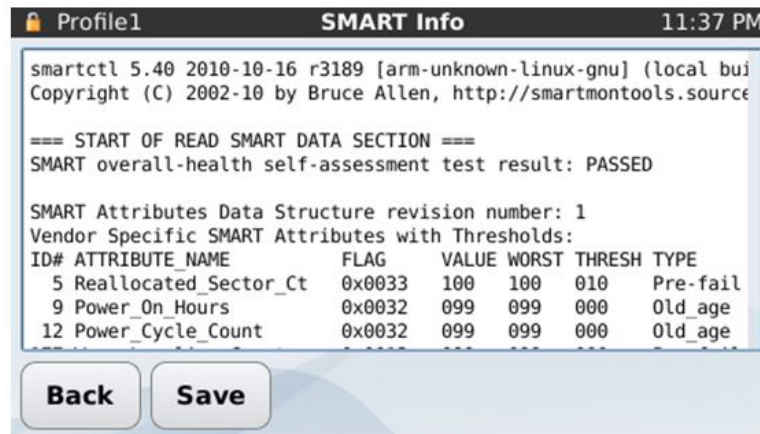 Profile1 SMART Info 11:37 PM
smartctl 5.40 2010-10-16 r3189 [arm-unknown-linux-gnu] (local bui
Copyright (C) 2002-10 by Bruce Allen, http://smartmontools.source
=== START OF READ SMART DATA SECTION ===
SMART overall-health self-assessment test result: PASSED
SMART Attributes Data Structure revision number: 1
Vendor Specific SMART Attributes with Thresholds:
ID# ATTRIBUTE_NAME FLAG VALUE WORST THRESH TYPE
5 Reallocated_Sector_Ct 0x0033 100 100 010 Pre-fail
9 Power_On_Hours 0x0032 099 099 000 Old_age
12 Power_Cycle_Count 0x0032 099 099 000 Old_age
Back Save